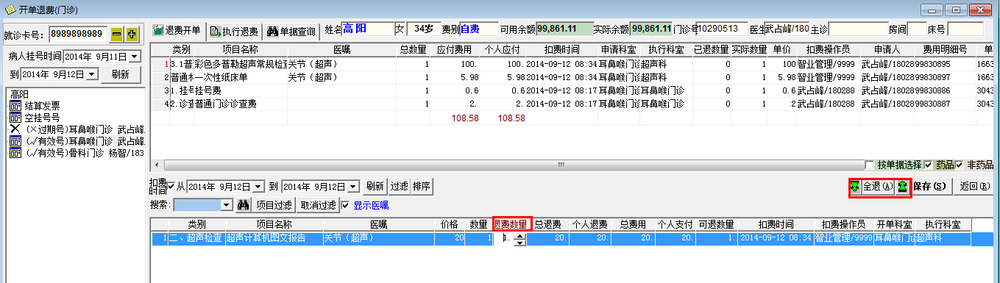 开单退费(门诊)
就诊卡号: 8989898989
病人挂号时间 2014年 9月11日
到 2014年 9月12日 刷新
高阳
结算发票
空挂号号
(×过期号)耳鼻喉门诊 武占峰
(√有效号)耳鼻喉门诊 武占峰
(√有效号)骨科门诊 杨智/183
退费开单 执行退费 单据查询 姓名 高阳 女 34岁 费别 自费 可用余额 99,861.11 实际余额 99,861.11 门诊号 10290513 医生 武占峰/180 主诊 房间 床号
类别 项目名称 医嘱 总数量 应付费用 个人应付 扣费时间 申请科室 执行科室 已退数量 实际数量 单价 扣费操作员 申请人 费用明细号 单
1 3.1普 彩色多普勒超声常规检查 关节（超声） 1 100. 100. 2014-09-12 08:34 耳鼻喉门诊 超声科 0 1 100 智业管理/9999 武占峰/18028 99830895 1663
2 普通材 一次性纸床单 关节（超声） 1 5.98 5.98 2014-09-12 08:34 耳鼻喉门诊 超声科 0 1 5.98 智业管理/9999 武占峰/18028 99830897 1663
3 1. 挂号 挂号费 1 0.6 0.6 2014-09-12 08:17 耳鼻喉门诊 耳鼻喉门诊 0 1 0.6 武占峰/180288 武占峰/18028 99830886 3043
4 2. 诊查 普通门诊诊查费 1 2. 2. 2014-09-12 08:17 耳鼻喉门诊 耳鼻喉门诊 0 1 2 武占峰/180288 武占峰/18028 99830887 3043
108.58 108.58
按单据选择 药品 非药品
扣费时间 从 2014年 9月12日 到 2014年 9月12日 刷新 过滤 排序 全退(A) 保存(S) 返回(R)
搜索: 项目过滤 取消过滤 显示医嘱
类别 项目名称 医嘱 价格 数量 退费数量 总退费 个人退费 总费用 个人支付 可退数量 扣费时间 扣费操作员 开单科室 执行科室
1 二、超声检查 超声计算机图文报告 关节（超声） 20 1 1. 20. 20. 20. 20. 1. 2014-09-12 08:34 智业管理/9999 耳鼻喉门诊 超声科